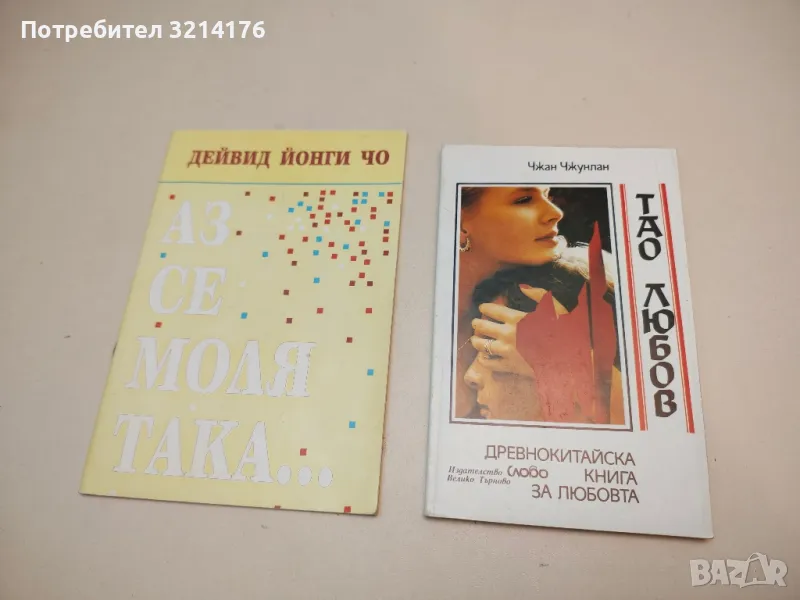 Потребител 3214176
ДЕЙВИД ЙОНГИ ЧО
АЗ
СЕ
МОЛЯ
ТАКА...
Чжан Чжунлан
ТАО ЛЮБОВ
ДРЕВНОКИТАЙСКА
КНИГА
ЗА ЛЮБОВТА
Издателство Слово
Велико Търново
BAZAR